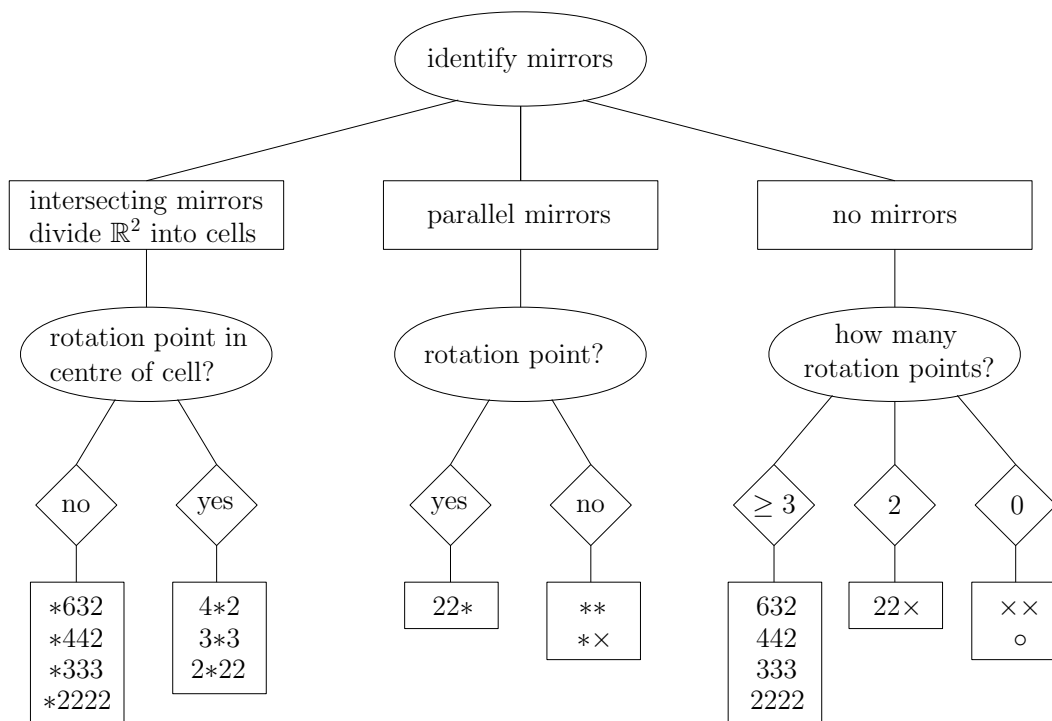 identify mirrors
intersecting mirrors
divide ℝ² into cells
parallel mirrors
no mirrors
rotation point in
centre of cell?
rotation point?
how many
rotation points?
no
yes
yes
no
≥ 3
2
0
∗632
∗442
∗333
∗2222
4∗2
3∗3
2∗22
22∗
∗∗
∗×
632
442
333
2222
22×
××
∘